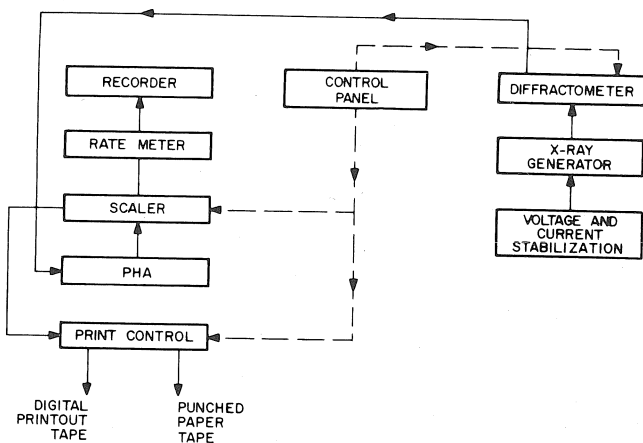 RECORDER
CONTROL
PANEL
DIFFRACTOMETER
RATE METER
X-RAY
GENERATOR
SCALER
VOLTAGE AND
CURRENT
STABILIZATION
PHA
PRINT CONTROL
DIGITAL
PRINTOUT
TAPE
PUNCHED
PAPER
TAPE